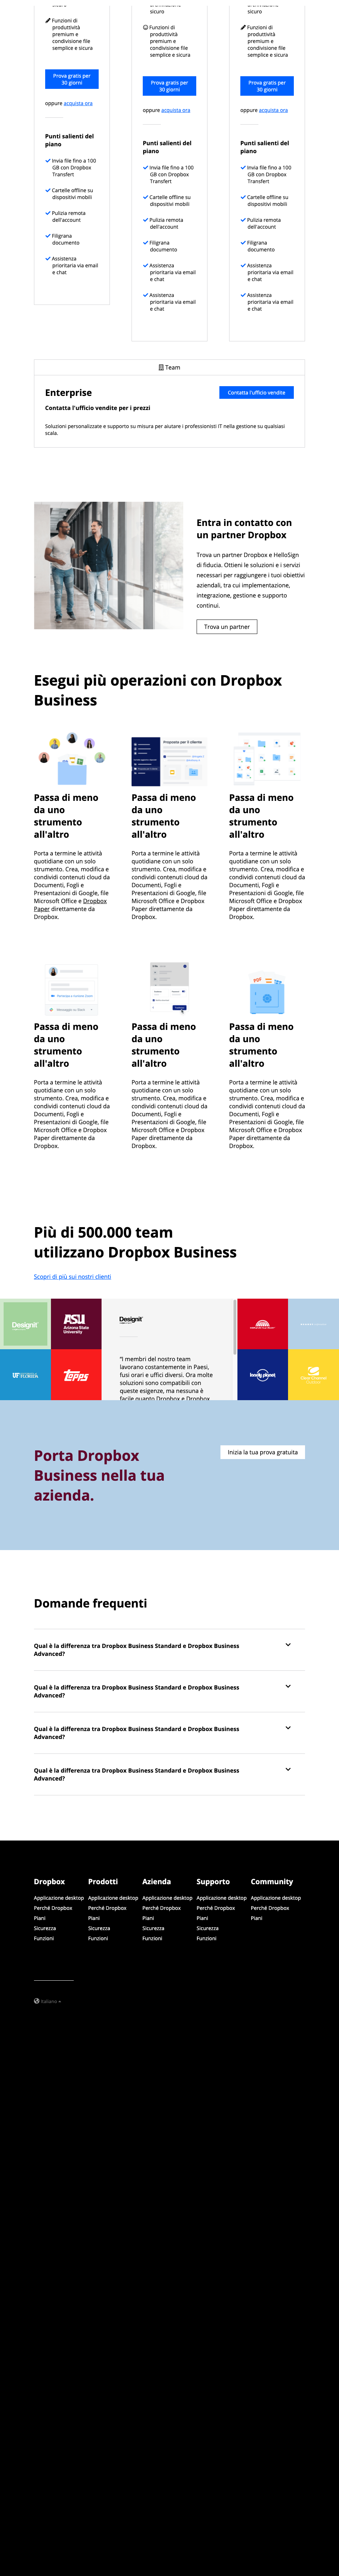 sicuro
Funzioni di
produttività
premium e
condivisione file
semplice e sicura
Prova gratis per
30 giorni
oppure acquista ora
Punti salienti del
piano
Invia file fino a 100
GB con Dropbox
Transfert
Cartelle offline su
dispositivi mobili
Pulizia remota
dell'account
Filigrana
documento
Assistenza
prioritaria via email
e chat
sicuro
Funzioni di
produttività
premium e
condivisione file
semplice e sicura
Prova gratis per
30 giorni
oppure acquista ora
Punti salienti del
piano
Invia file fino a 100
GB con Dropbox
Transfert
Cartelle offline su
dispositivi mobili
Pulizia remota
dell'account
Filigrana
documento
Assistenza
prioritaria via email
e chat
Assistenza
prioritaria via email
e chat
sicuro
Funzioni di
produttività
premium e
condivisione file
semplice e sicura
Prova gratis per
30 giorni
oppure acquista ora
Punti salienti del
piano
Invia file fino a 100
GB con Dropbox
Transfert
Cartelle offline su
dispositivi mobili
Pulizia remota
dell'account
Filigrana
documento
Assistenza
prioritaria via email
e chat
Assistenza
prioritaria via email
e chat
Team
Enterprise
Contatta l'ufficio vendite
Contatta l'ufficio vendite per i prezzi
Soluzioni personalizzate e supporto su misura per aiutare i professionisti IT nella gestione su qualsiasi
scala.
Entra in contatto con
un partner Dropbox
Trova un partner Dropbox e HelloSign
di fiducia. Ottieni le soluzioni e i servizi
necessari per raggiungere i tuoi obiettivi
aziendali, tra cui implementazione,
integrazione, gestione e supporto
continui.
Trova un partner
Esegui più operazioni con Dropbox
Business
Passa di meno
da uno
strumento
all'altro
Porta a termine le attività
quotidiane con un solo
strumento. Crea, modifica e
condividi contenuti cloud da
Documenti, Fogli e
Presentazioni di Google, file
Microsoft Office e Dropbox
Paper direttamente da
Dropbox.
Proposta per il cliente
Passa di meno
da uno
strumento
all'altro
Porta a termine le attività
quotidiane con un solo
strumento. Crea, modifica e
condividi contenuti cloud da
Documenti, Fogli e
Presentazioni di Google, file
Microsoft Office e Dropbox
Paper direttamente da
Dropbox.
Passa di meno
da uno
strumento
all'altro
Porta a termine le attività
quotidiane con un solo
strumento. Crea, modifica e
condividi contenuti cloud da
Documenti, Fogli e
Presentazioni di Google, file
Microsoft Office e Dropbox
Paper direttamente da
Dropbox.
Passa di meno
da uno
strumento
all'altro
Porta a termine le attività
quotidiane con un solo
strumento. Crea, modifica e
condividi contenuti cloud da
Documenti, Fogli e
Presentazioni di Google, file
Microsoft Office e Dropbox
Paper direttamente da
Dropbox.
Passa di meno
da uno
strumento
all'altro
Porta a termine le attività
quotidiane con un solo
strumento. Crea, modifica e
condividi contenuti cloud da
Documenti, Fogli e
Presentazioni di Google, file
Microsoft Office e Dropbox
Paper direttamente da
Dropbox.
PDF
Passa di meno
da uno
strumento
all'altro
Porta a termine le attività
quotidiane con un solo
strumento. Crea, modifica e
condividi contenuti cloud da
Documenti, Fogli e
Presentazioni di Google, file
Microsoft Office e Dropbox
Paper direttamente da
Dropbox.
Più di 500.000 team
utilizzano Dropbox Business
Scopri di più sui nostri clienti
Designit
ASU
Arizona State
University
UF FLORIDA
Topps
Designit
"I membri del nostro team
lavorano costantemente in Paesi,
fusi orari e uffici diversi. Ora molte
soluzioni sono compatibili con
queste esigenze, ma nessuna è
facile quanto Dropbox e Dropbox
lonely planet
Porta Dropbox
Business nella tua
azienda.
Inizia la tua prova gratuita
Domande frequenti
Qual è la differenza tra Dropbox Business Standard e Dropbox Business
Advanced?
Qual è la differenza tra Dropbox Business Standard e Dropbox Business
Advanced?
Qual è la differenza tra Dropbox Business Standard e Dropbox Business
Advanced?
Qual è la differenza tra Dropbox Business Standard e Dropbox Business
Advanced?
Dropbox
Applicazione desktop
Perché Dropbox
Piani
Sicurezza
Funzioni
Prodotti
Applicazione desktop
Perché Dropbox
Piani
Sicurezza
Funzioni
Azienda
Applicazione desktop
Perché Dropbox
Piani
Sicurezza
Funzioni
Supporto
Applicazione desktop
Perché Dropbox
Piani
Sicurezza
Funzioni
Community
Applicazione desktop
Perché Dropbox
Piani
Italiano